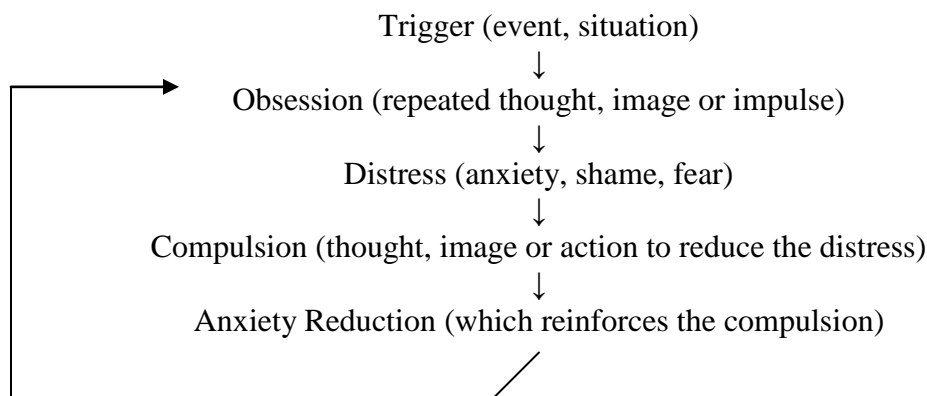 Trigger (event, situation)
↓
Obsession (repeated thought, image or impulse)
↓
Distress (anxiety, shame, fear)
↓
Compulsion (thought, image or action to reduce the distress)
↓
Anxiety Reduction (which reinforces the compulsion)